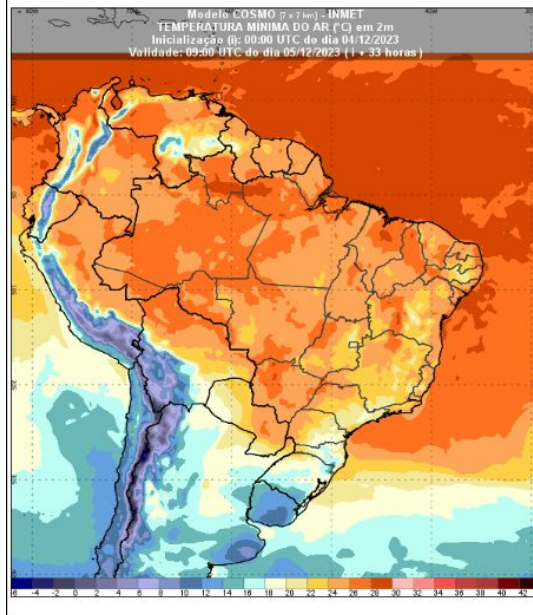 Modelo COSMO [7 x 7 km] - INMET
TEMPERATURA MÍNIMA DO AR (°C) em 2m
Inicialização (i): 00:00 UTC do dia 04/12/2023
Validade: 09:00 UTC do dia 05/12/2023 ( i + 33 horas )
-6 -4 -2 0 2 4 6 8 10 12 14 16 18 20 22 24 26 28 30 32 34 36 38 40 42